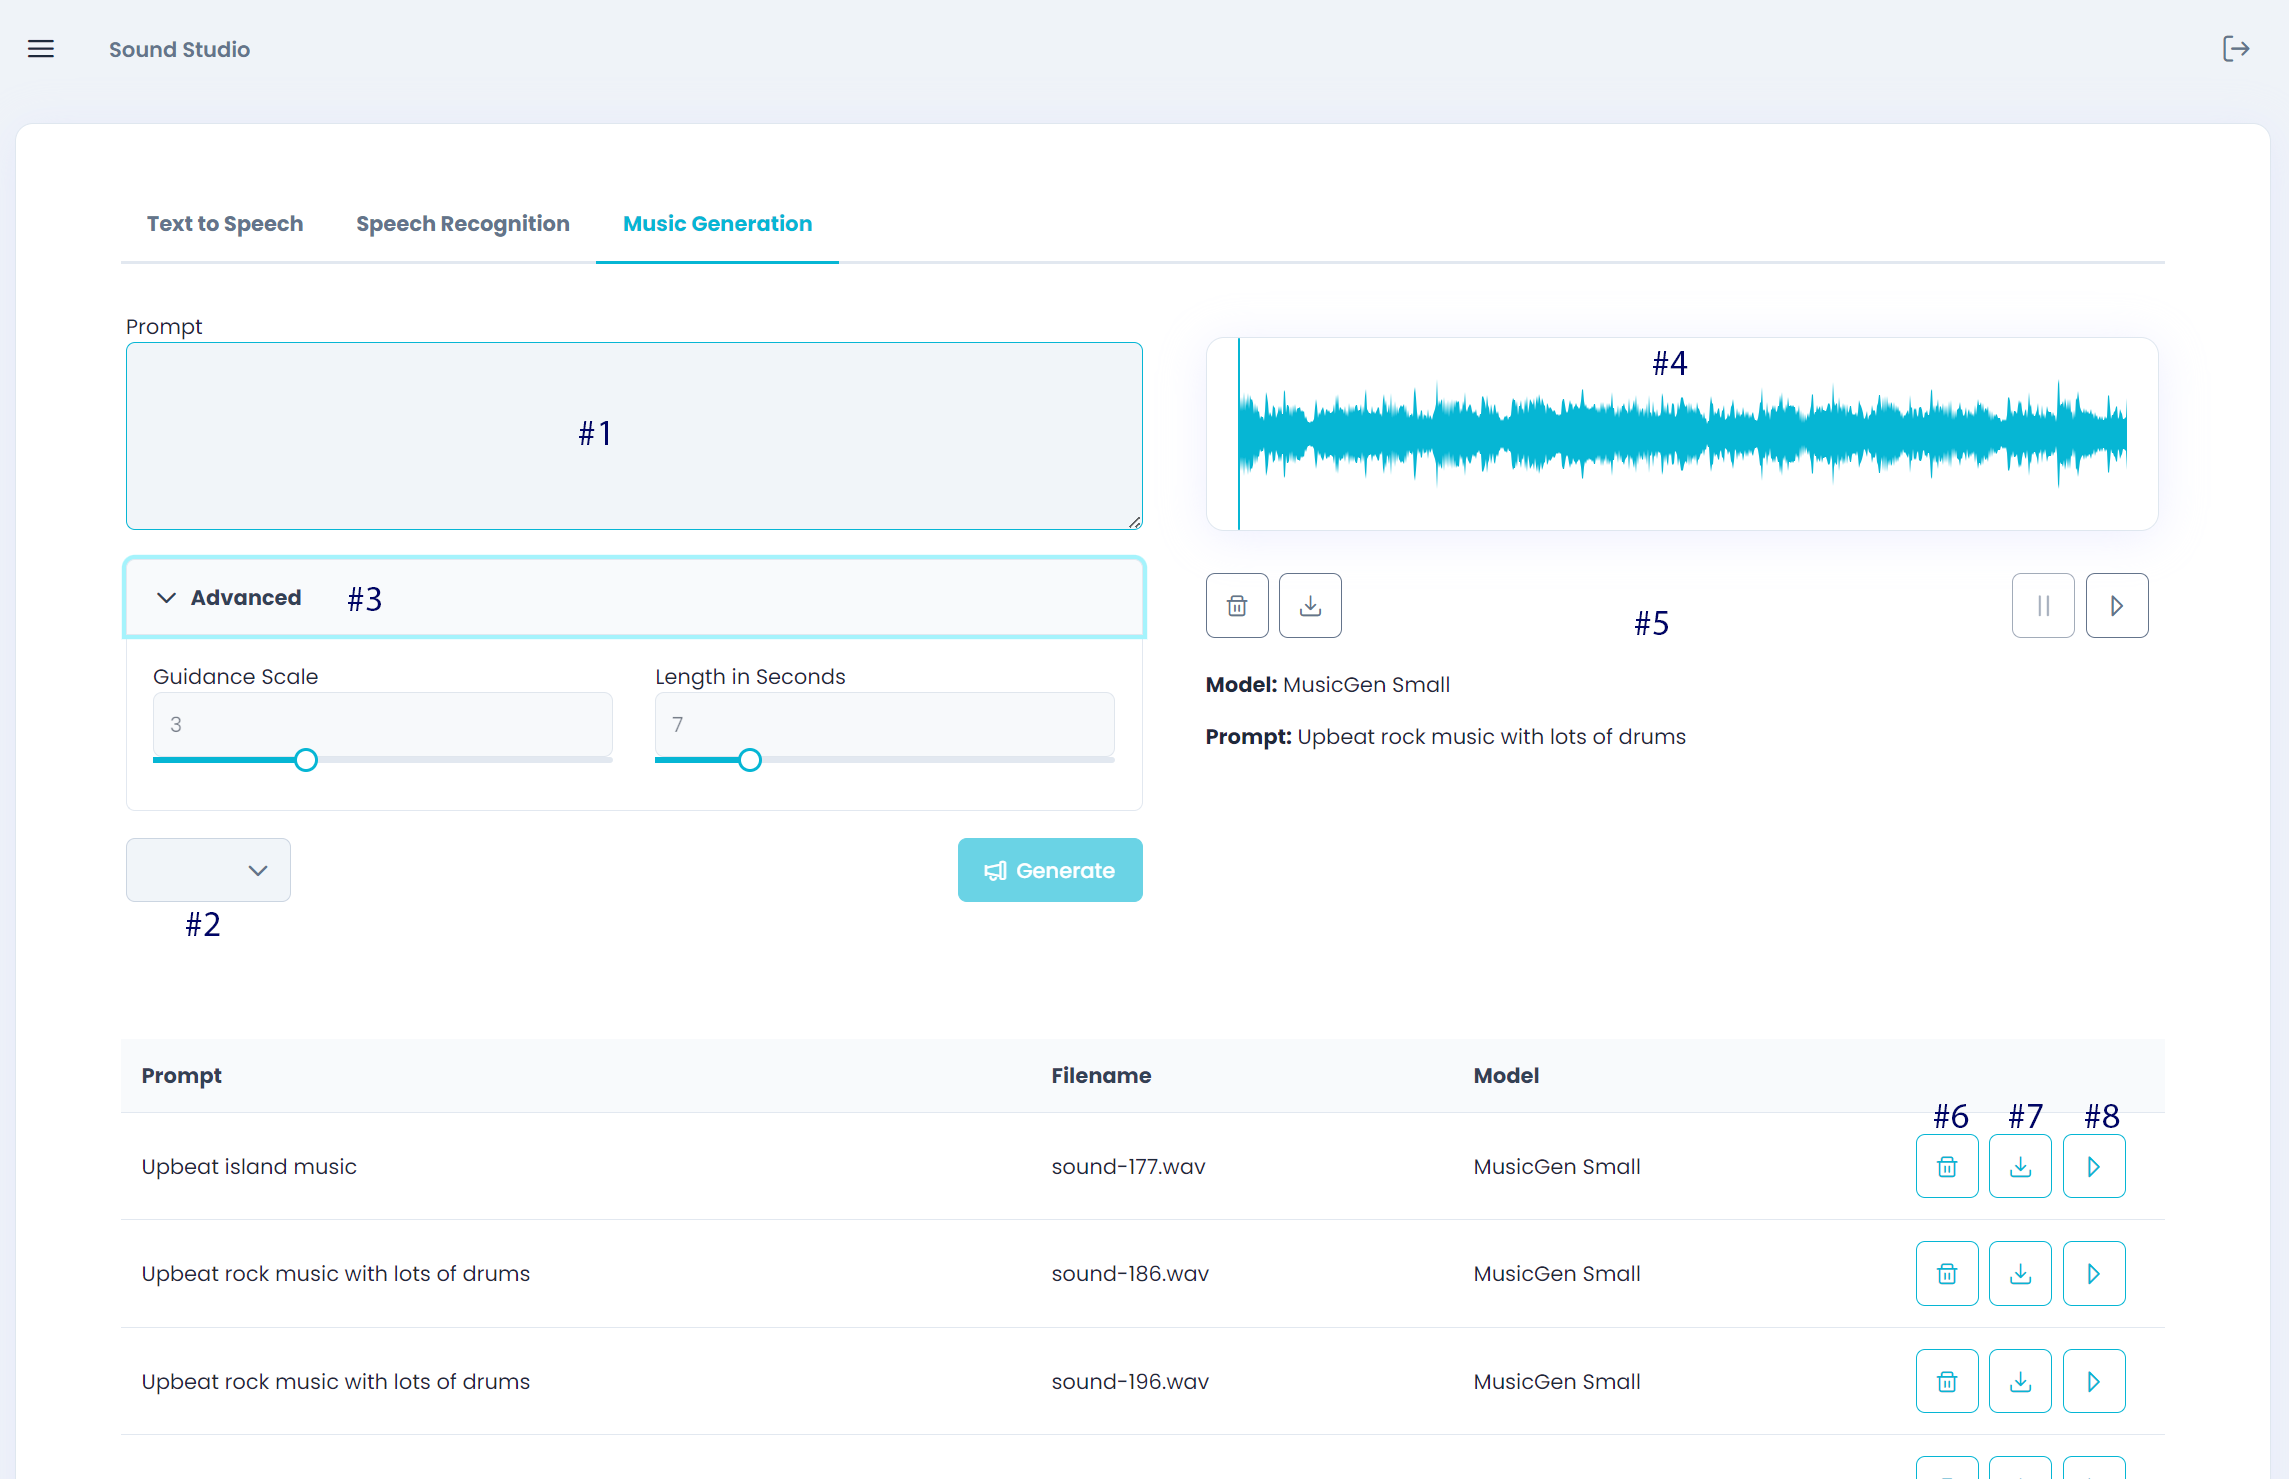 Sound Studio
Text to Speech Speech Recognition Music Generation
Prompt
#1
#4
Advanced #3
#5
Guidance Scale Length in Seconds
3 7
Model: MusicGen Small
Prompt: Upbeat rock music with lots of drums
Generate
#2
Prompt Filename Model
#6 #7 #8
Upbeat island music sound-177.wav MusicGen Small
Upbeat rock music with lots of drums sound-186.wav MusicGen Small
Upbeat rock music with lots of drums sound-196.wav MusicGen Small